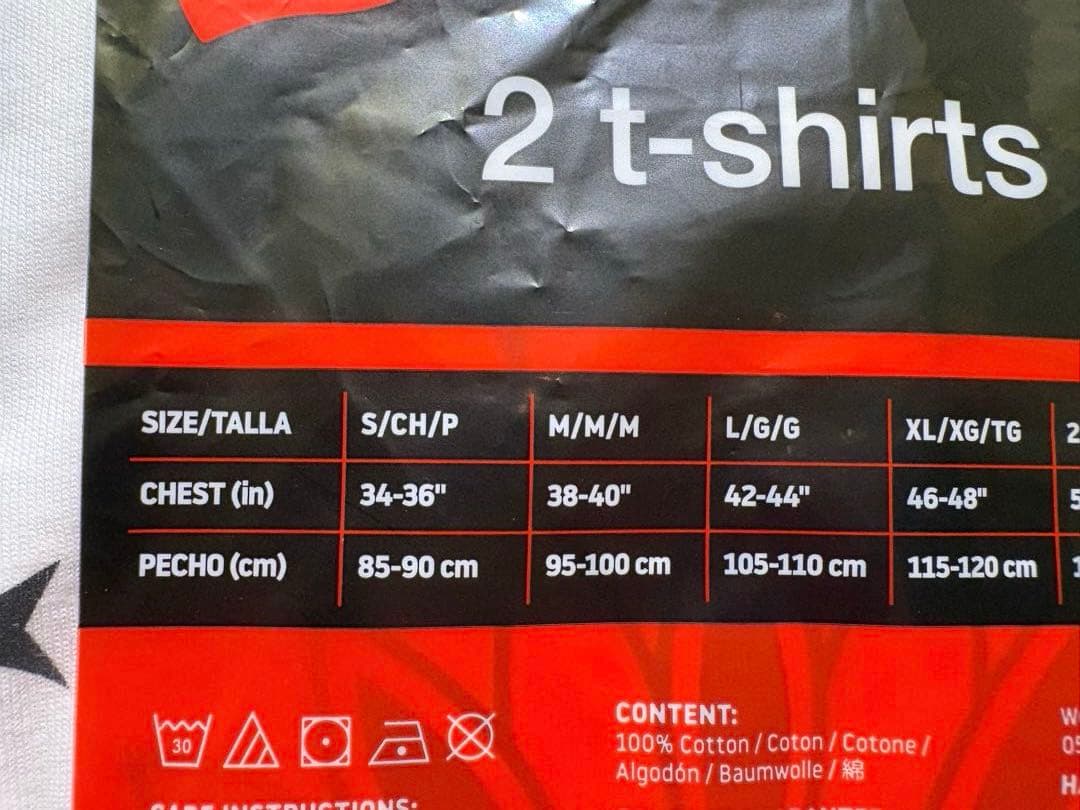 2 t-shirts
SIZE/TALLA S/CH/P M/M/M L/G/G XL/XG/TG
CHEST (in) 34-36" 38-40" 42-44" 46-48"
PECHO (cm) 85-90 cm 95-100 cm 105-110 cm 115-120 cm
30
CONTENT:
100% Cotton / Coton / Cotone /
Algodón / Baumwolle / 綿
CARE INSTRUCTIONS: